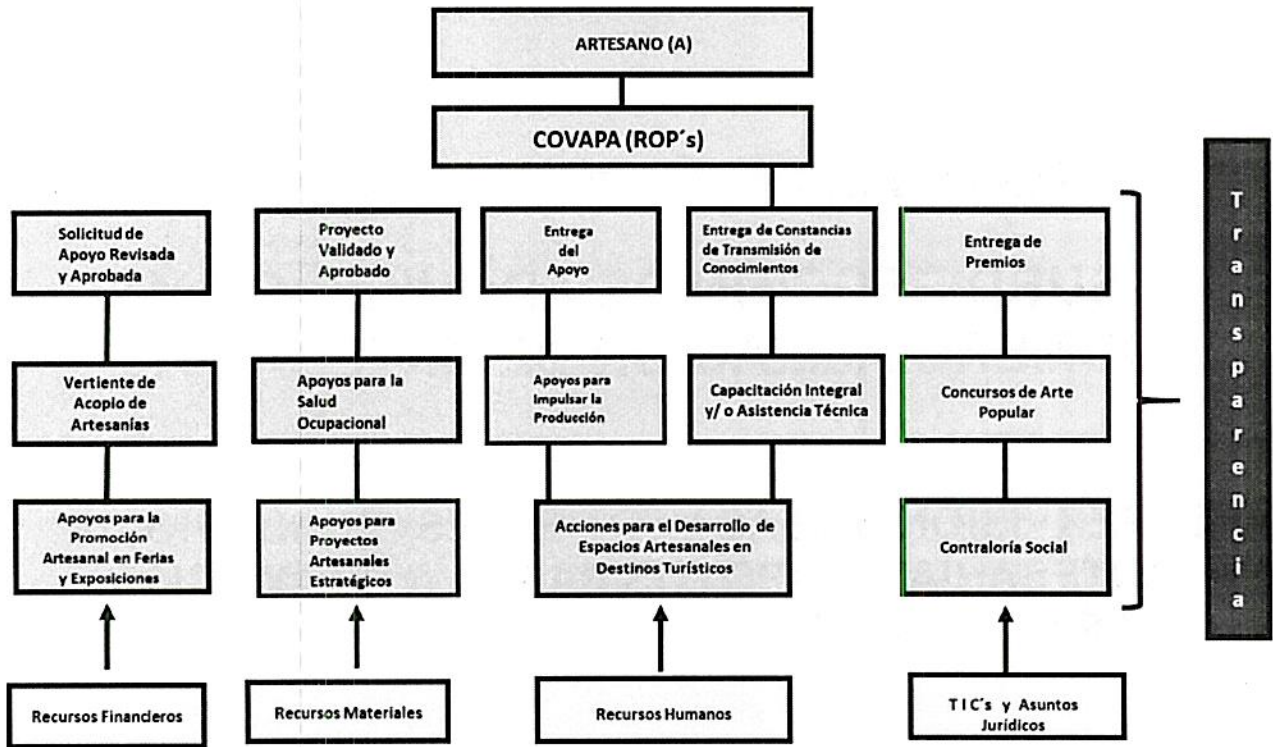 ARTESANO (A)
COVAPA (ROP´s)
Solicitud de
Apoyo Revisada
y Aprobada
Proyecto
Validado y
Aprobado
Entrega
del
Apoyo
Entrega de Constancias
de Transmisión de
Conocimientos
Entrega de
Premios
Vertiente de
Acopio de
Artesanías
Apoyos para la
Salud
Ocupacional
Apoyos para
Impulsar la
Producción
Capacitación Integral
y/ o Asistencia Técnica
Concursos de Arte
Popular
Apoyos para la
Promoción
Artesanal en Ferias
y Exposiciones
Apoyos para
Proyectos
Artesanales
Estratégicos
Acciones para el Desarrollo de
Espacios Artesanales en
Destinos Turísticos
Contraloría Social
Recursos Financieros
Recursos Materiales
Recursos Humanos
T I C´s y Asuntos
Jurídicos
Transparencia